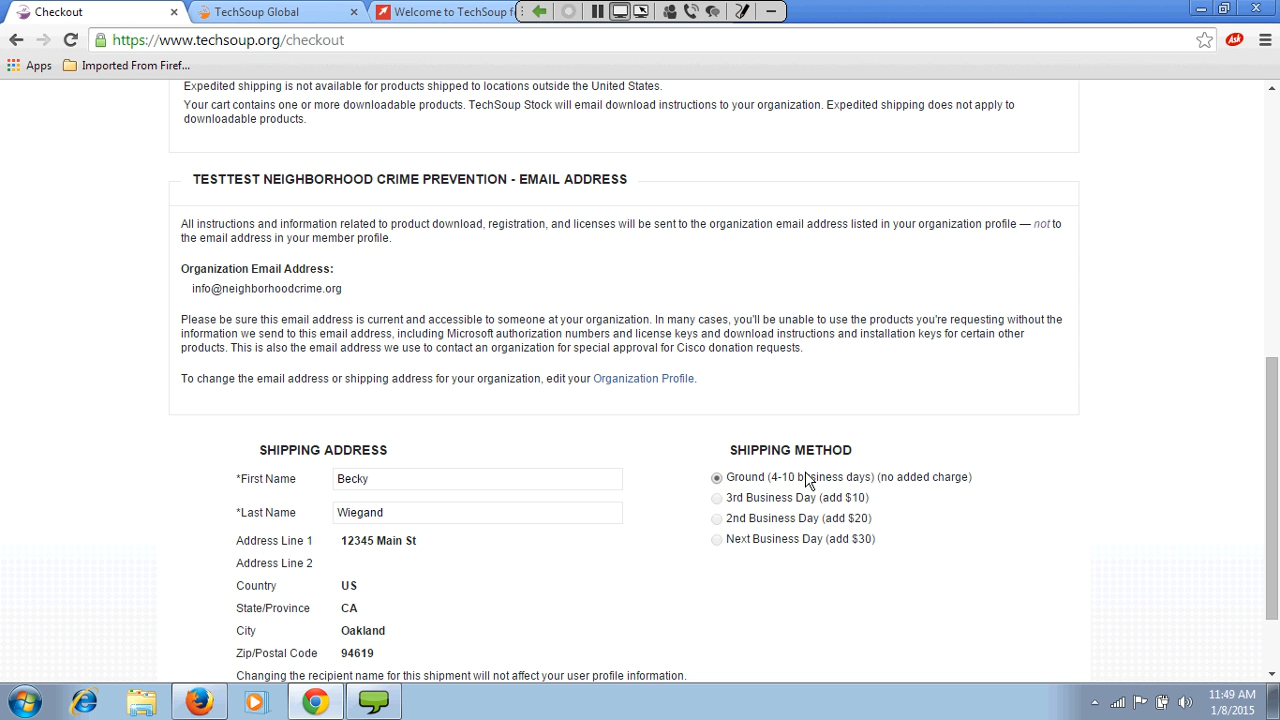 Checkout
TechSoup Global
Welcome to TechSoup f
https://www.techsoup.org/checkout
Ask
Apps
Imported From Firef...
Expedited shipping is not available for products shipped to locations outside the United States.
Your cart contains one or more downloadable products. TechSoup Stock will email download instructions to your organization. Expedited shipping does not apply to
downloadable products.
TESTTEST NEIGHBORHOOD CRIME PREVENTION - EMAIL ADDRESS
All instructions and information related to product download, registration, and licenses will be sent to the organization email address listed in your organization profile — not to
the email address in your member profile.
Organization Email Address:
info@neighborhoodcrime.org
Please be sure this email address is current and accessible to someone at your organization. In many cases, you'll be unable to use the products you're requesting without the
information we send to this email address, including Microsoft authorization numbers and license keys and download instructions and installation keys for certain other
products. This is also the email address we use to contact an organization for special approval for Cisco donation requests.
To change the email address or shipping address for your organization, edit your Organization Profile.
SHIPPING ADDRESS
*First Name Becky
*Last Name Wiegand
Address Line 1 12345 Main St
Address Line 2
Country US
State/Province CA
City Oakland
Zip/Postal Code 94619
Changing the recipient name for this shipment will not affect your user profile information.
SHIPPING METHOD
Ground (4-10 business days) (no added charge)
3rd Business Day (add $10)
2nd Business Day (add $20)
Next Business Day (add $30)
11:49 AM
1/8/2015